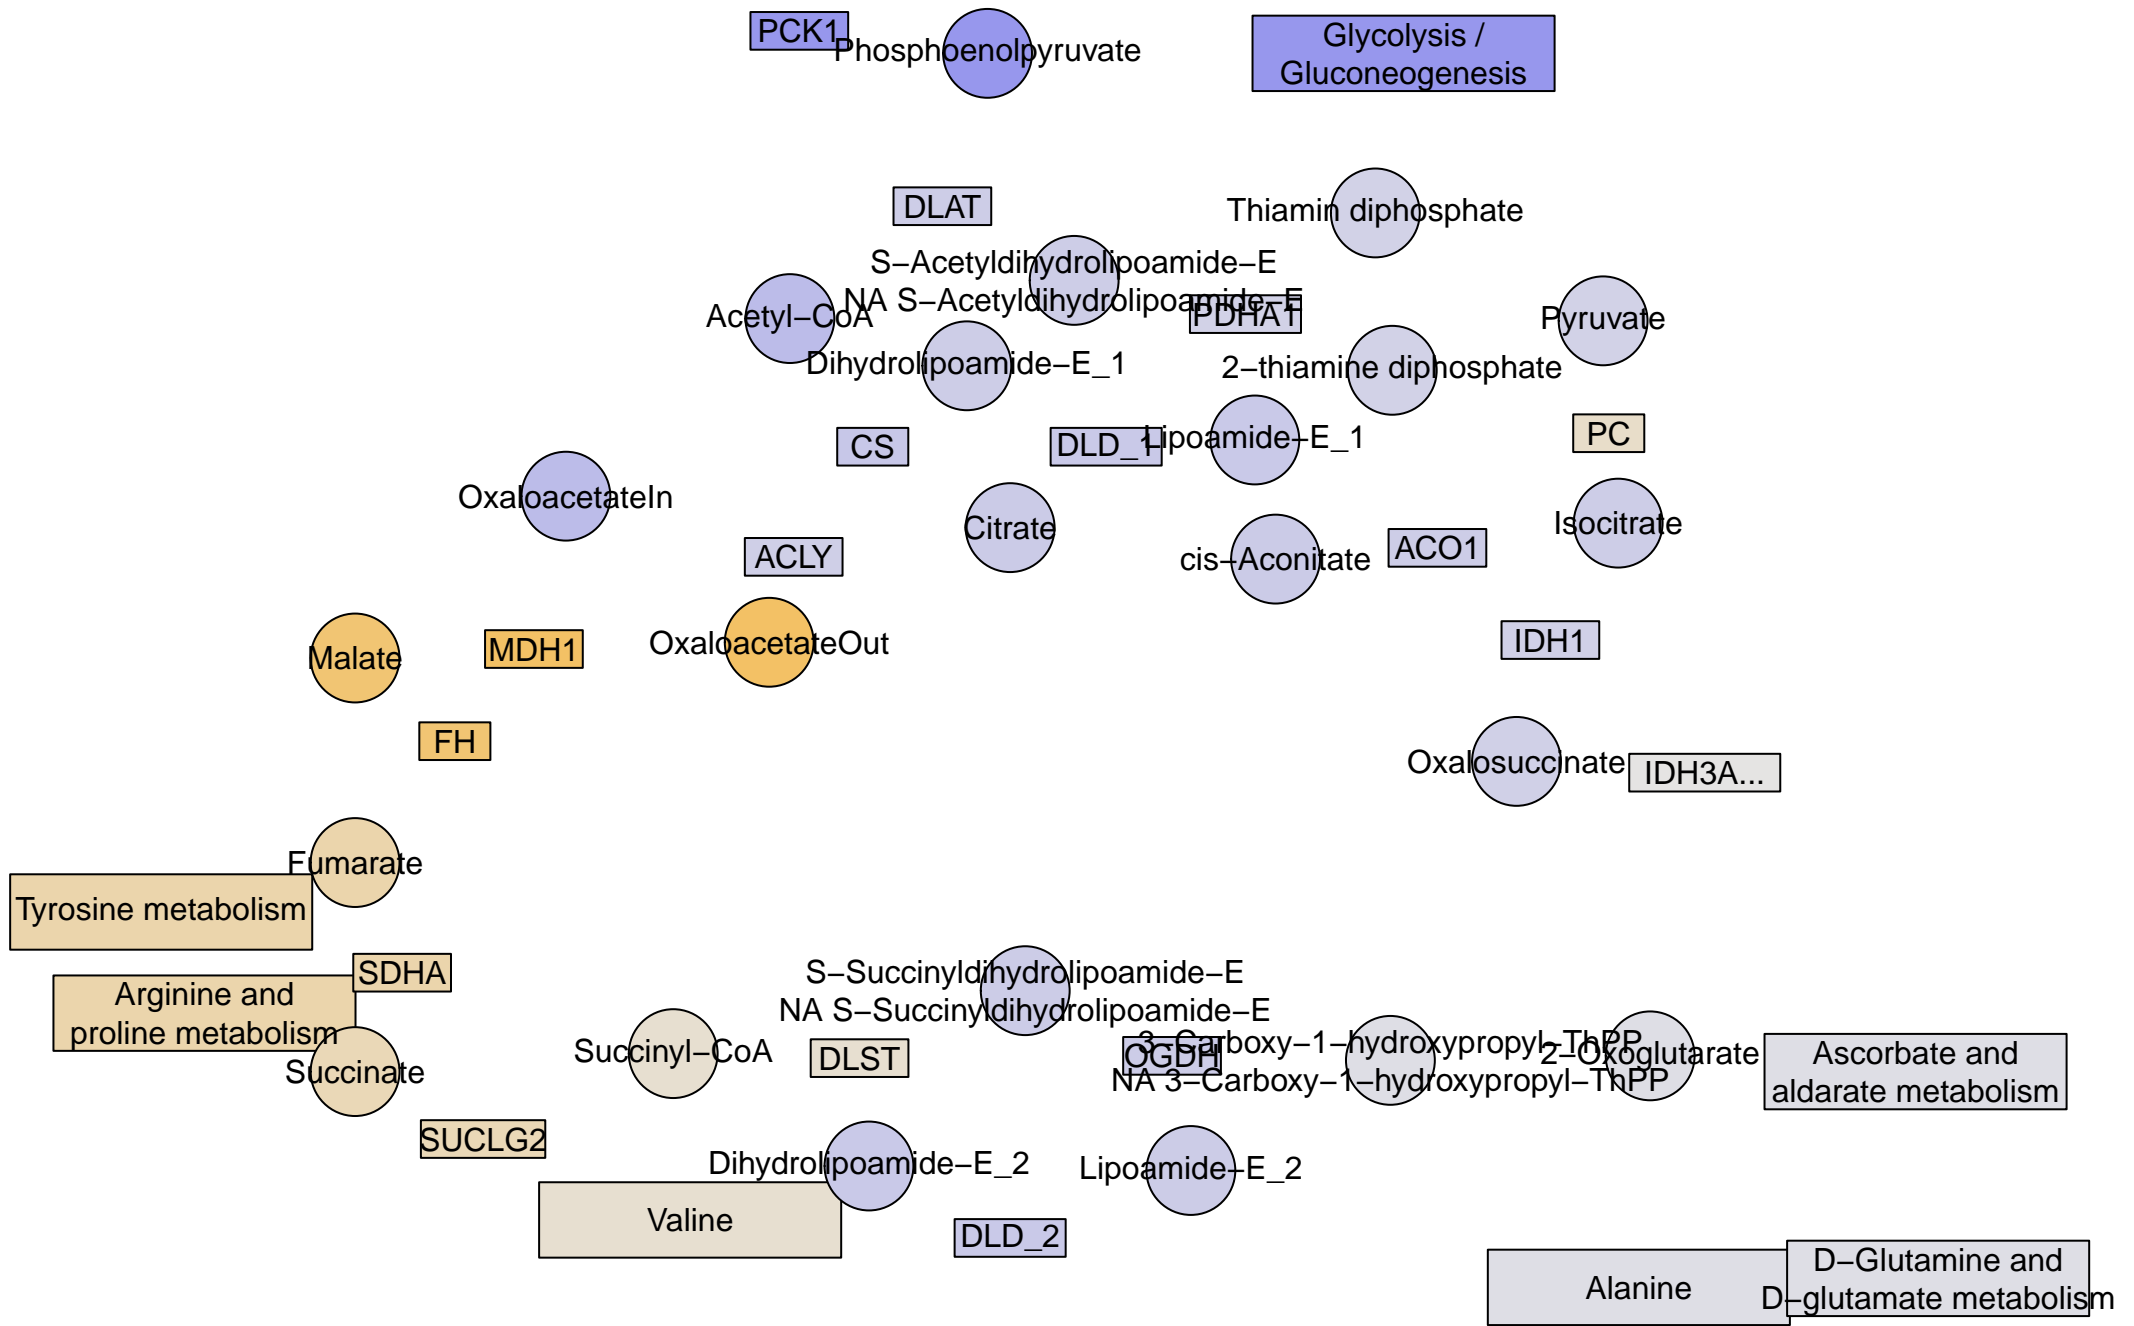 PCK1
Phosphoenolpyruvate
Glycolysis /
Gluconeogenesis
DLAT
Thiamin diphosphate
S−Acetyldihydrolipoamide−E
NA S−Acetyldihydrolipoamide−E
Acetyl−CoA
PDHA1
Pyruvate
Dihydrolipoamide−E_1
2−thiamine diphosphate
CS
DLD_1
Lipoamide−E_1
PC
OxaloacetateIn
Citrate
Isocitrate
ACLY
cis−Aconitate
ACO1
Malate
MDH1
OxaloacetateOut
IDH1
FH
Oxalosuccinate
IDH3A...
Fumarate
Tyrosine metabolism
SDHA
Arginine and
proline metabolism
Succinate
S−Succinyldihydrolipoamide−E
NA S−Succinyldihydrolipoamide−E
Succinyl−CoA
DLST
OGDH
3−Carboxy−1−hydroxypropyl−ThPP
NA 3−Carboxy−1−hydroxypropyl−ThPP
2−Oxoglutarate
Ascorbate and
aldarate metabolism
SUCLG2
Dihydrolipoamide−E_2
Lipoamide−E_2
Valine
DLD_2
Alanine
D−Glutamine and
D−glutamate metabolism